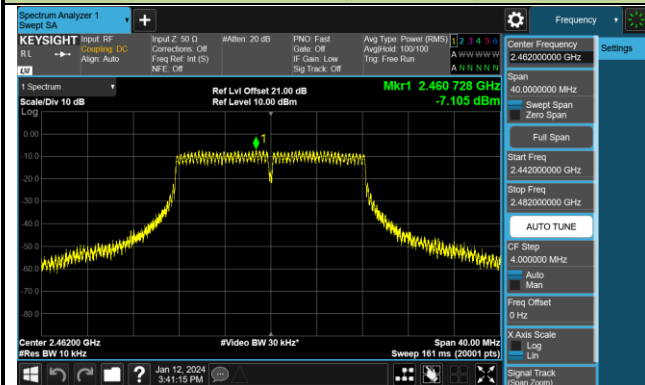 Spectrum Analyzer 1
Swept SA
+
Frequency
KEYSIGHT
Input: RF
Input Z: 50 Ω
#Atten: 20 dB
PNO: Fast
Avg Type: Power (RMS)
1 2 3 4 5 6
RL
Coupling: DC
Corrections: Off
Gate: Off
Avg|Hold: 100/100
A W W W W W
Align: Auto
Freq Ref: Int (S)
IF Gain: Low
Trig: Free Run
NFE: Off
Sig Track: Off
A N N N N N
LXI
1 Spectrum
Ref Lvl Offset 21.00 dB
Mkr1 2.460 728 GHz
Scale/Div 10 dB
Ref Level 10.00 dBm
-7.105 dBm
Log
1
0.00
-10.0
-20.0
-30.0
-40.0
-50.0
-60.0
-70.0
-80.0
Center 2.46200 GHz
#Video BW 30 kHz*
Span 40.00 MHz
#Res BW 10 kHz
Sweep 161 ms (20001 pts)
?
Jan 12, 2024
3:41:15 PM
Center Frequency
2.462000000 GHz
Settings
Span
40.0000000 MHz
Swept Span
Zero Span
Full Span
Start Freq
2.442000000 GHz
Stop Freq
2.482000000 GHz
AUTO TUNE
CF Step
4.000000 MHz
Auto
Man
Freq Offset
0 Hz
X Axis Scale
Log
Lin
Signal Track
(Span Zoom)